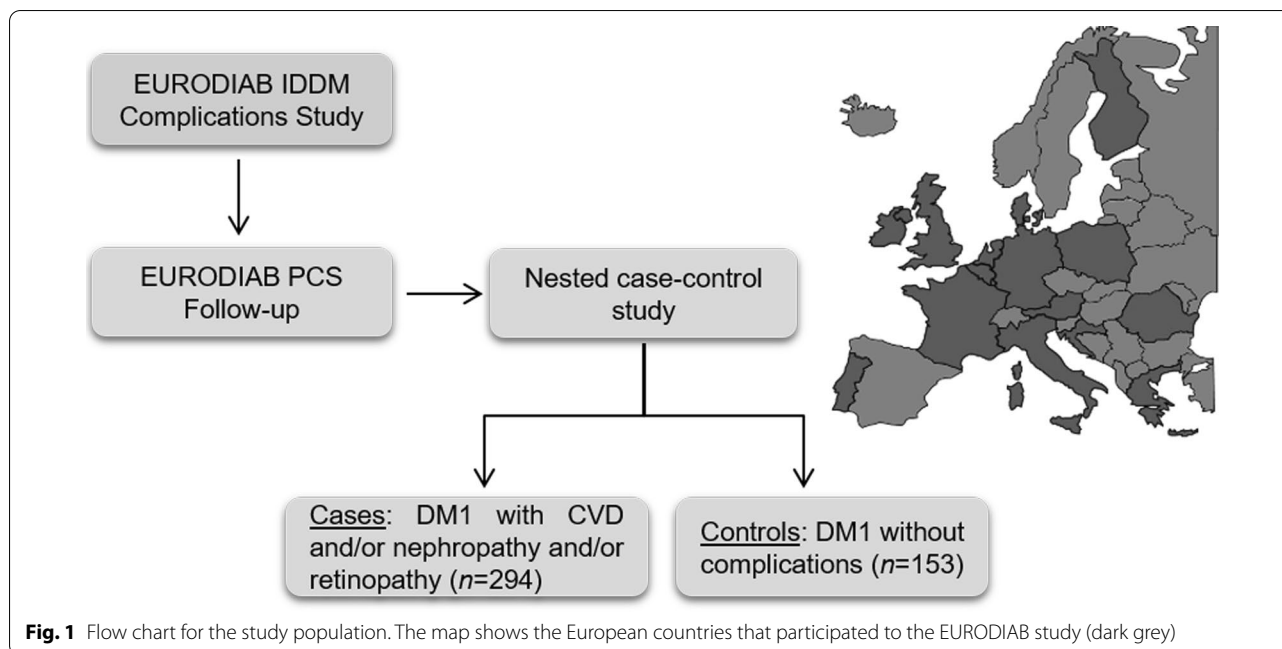 EURODIAB IDDM
Complications Study
EURODIAB PCS
Follow-up
Nested case-control
study
Cases: DM1 with CVD
and/or nephropathy and/or
retinopathy (n=294)
Controls: DM1 without
complications (n=153)
Fig. 1 Flow chart for the study population. The map shows the European countries that participated to the EURODIAB study (dark grey)